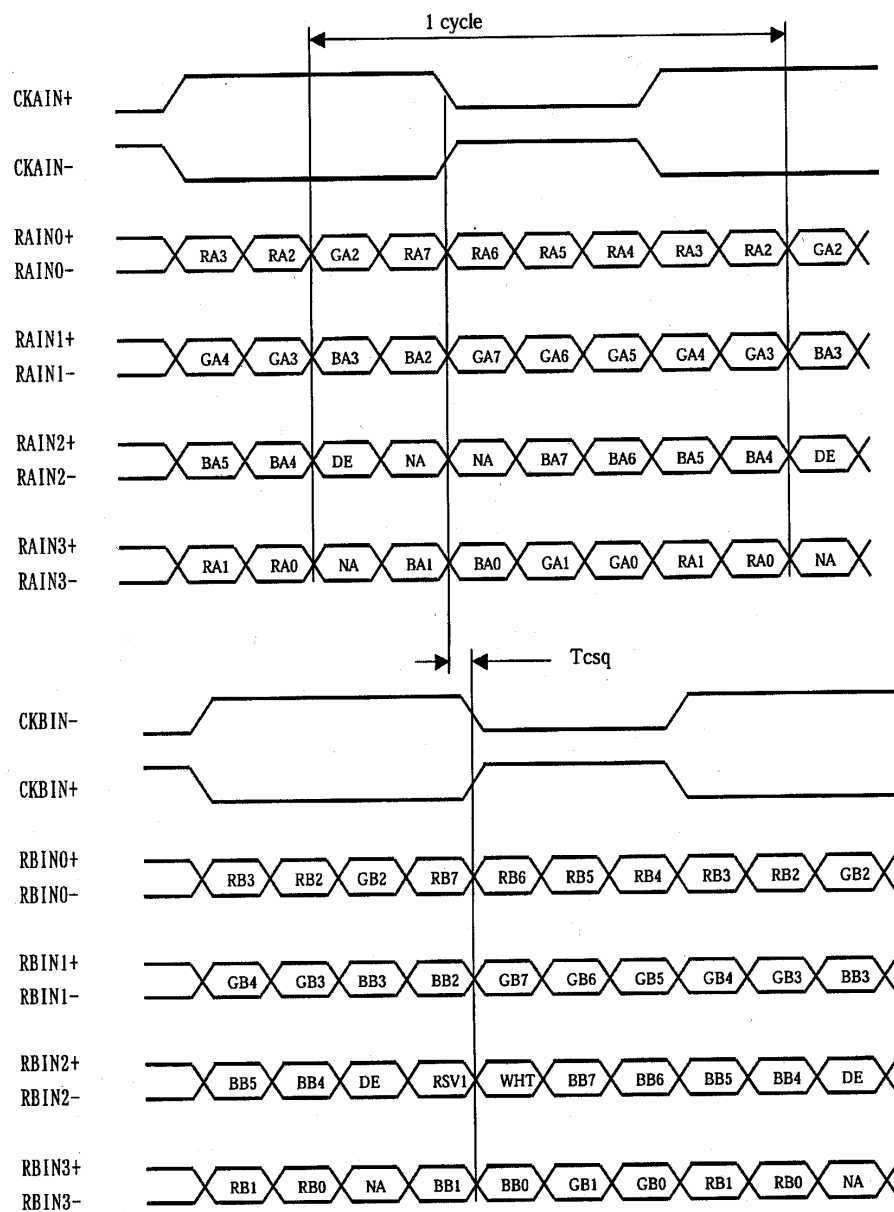 1 cycle
CKAIN+
CKAIN-
RAIN0+
RA3 RA2 GA2 RA7 RA6 RA5 RA4 RA3 RA2 GA2
RAIN0-
RAIN1+
GA4 GA3 BA3 BA2 GA7 GA6 GA5 GA4 GA3 BA3
RAIN1-
RAIN2+
BA5 BA4 DE NA NA BA7 BA6 BA5 BA4 DE
RAIN2-
RAIN3+
RA1 RA0 NA BA1 BA0 GA1 GA0 RA1 RA0 NA
RAIN3-
Tcsq
CKBIN-
CKBIN+
RBIN0+
RB3 RB2 GB2 RB7 RB6 RB5 RB4 RB3 RB2 GB2
RBIN0-
RBIN1+
GB4 GB3 BB3 BB2 GB7 GB6 GB5 GB4 GB3 BB3
RBIN1-
RBIN2+
BB5 BB4 DE RSV1 WHT BB7 BB6 BB5 BB4 DE
RBIN2-
RBIN3+
RB1 RB0 NA BB1 BB0 GB1 GB0 RB1 RB0 NA
RBIN3-